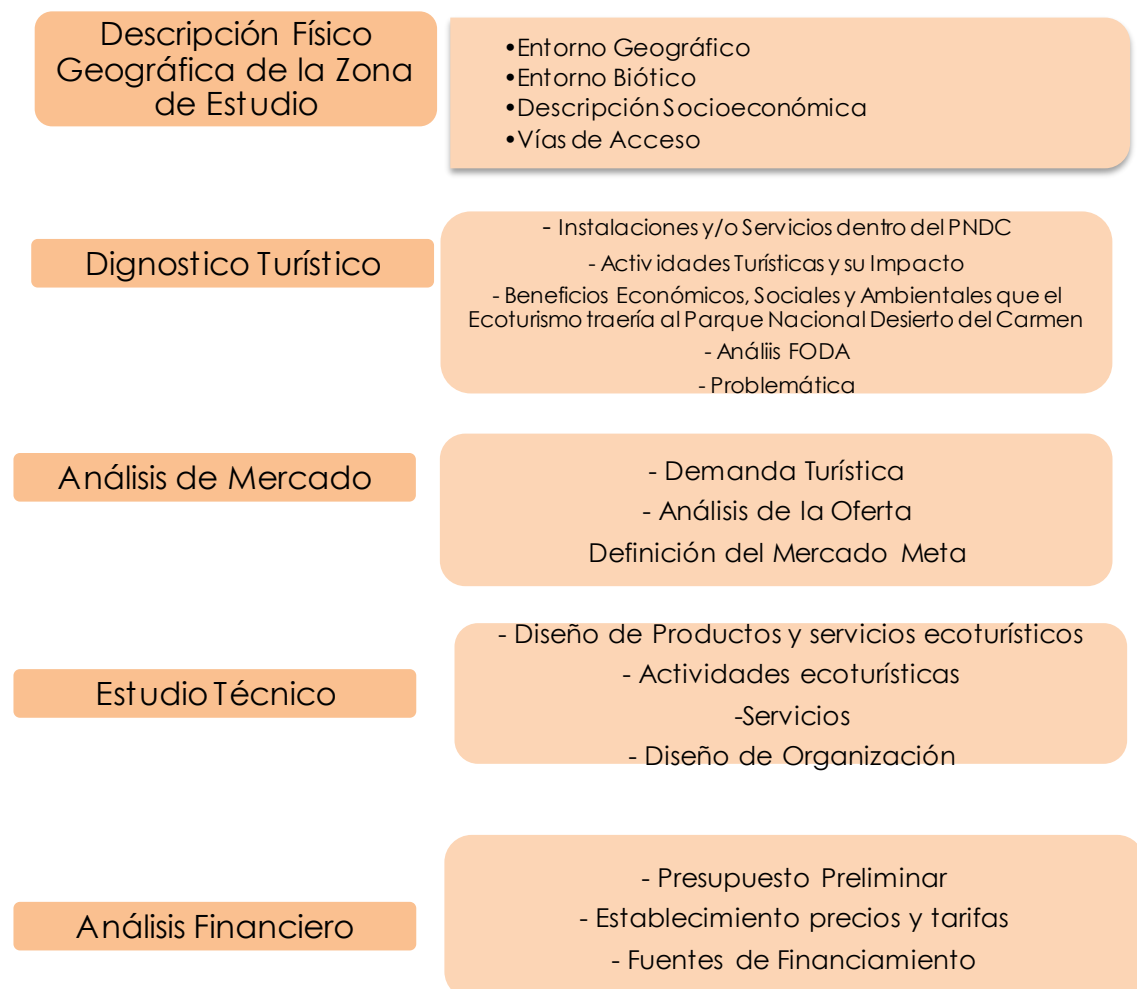 Descripción Físico
Geográfica de la Zona
de Estudio
•Entorno Geográfico
•Entorno Biótico
•Descripción Socioeconómica
•Vías de Acceso
Dignostico Turístico
- Instalaciones y/o Servicios dentro del PNDC
- Actividades Turísticas y su Impacto
- Beneficios Económicos, Sociales y Ambientales que el
Ecoturismo traería al Parque Nacional Desierto del Carmen
- Análiis FODA
- Problemática
Análisis de Mercado
- Demanda Turística
- Análisis de la Oferta
Definición del Mercado Meta
Estudio Técnico
- Diseño de Productos y servicios ecoturísticos
- Actividades ecoturísticas
-Servicios
- Diseño de Organización
Análisis Financiero
- Presupuesto Preliminar
- Establecimiento precios y tarifas
- Fuentes de Financiamiento